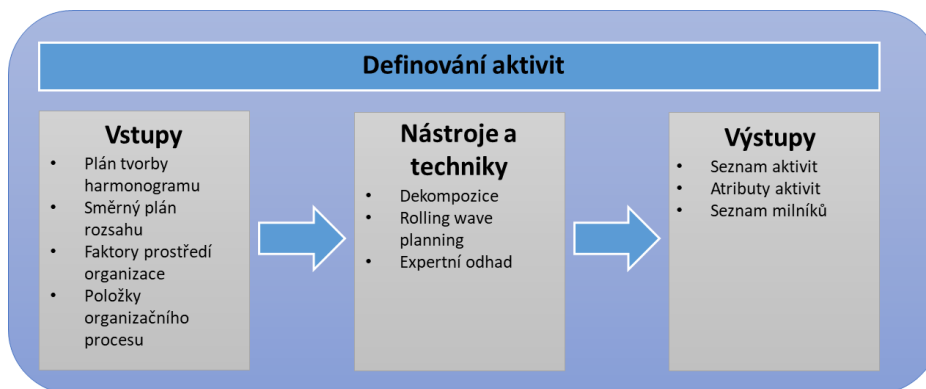 Definování aktivit
Vstupy
• Plán tvorby
harmonogramu
• Směrný plán
rozsahu
• Faktory prostředí
organizace
• Položky
organizačního
procesu
Nástroje a
techniky
• Dekompozice
• Rolling wave
planning
• Expertní odhad
Výstupy
• Seznam aktivit
• Atributy aktivit
• Seznam milníků